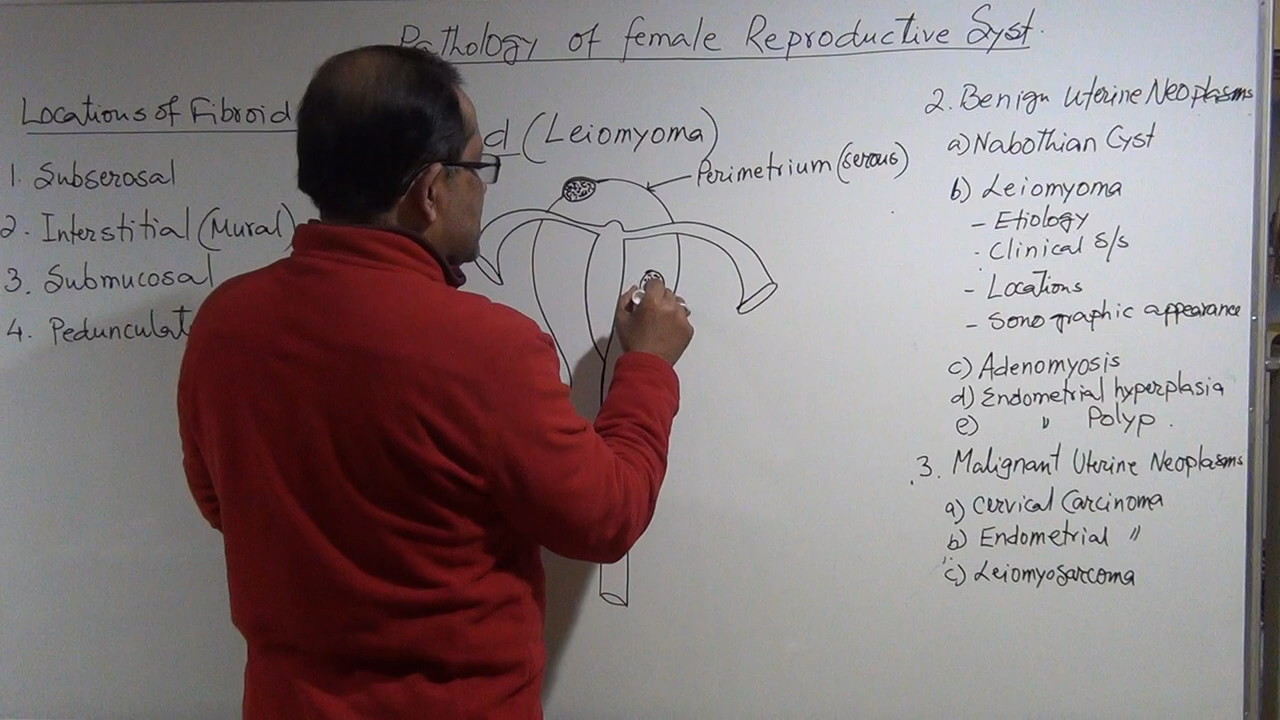 Pathology of female Reproductive Syst.
Locations of Fibroid
1. Subserosal
2. Interstitial (Mural)
3. Submucosal
4. Pedunculat
d (Leiomyoma)
Perimetrium (serous)
2. Benign Uterine Neoplasms
a) Nabothian Cyst
b) Leiomyoma
- Etiology
- Clinical s/s
- Locations
- Sonographic appearance
c) Adenomyosis
d) Endometrial hyperplasia
e) " Polyp.
3. Malignant Uterine Neoplasms
a) Cervical Carcinoma
b) Endometrial "
c) Leiomyosarcoma